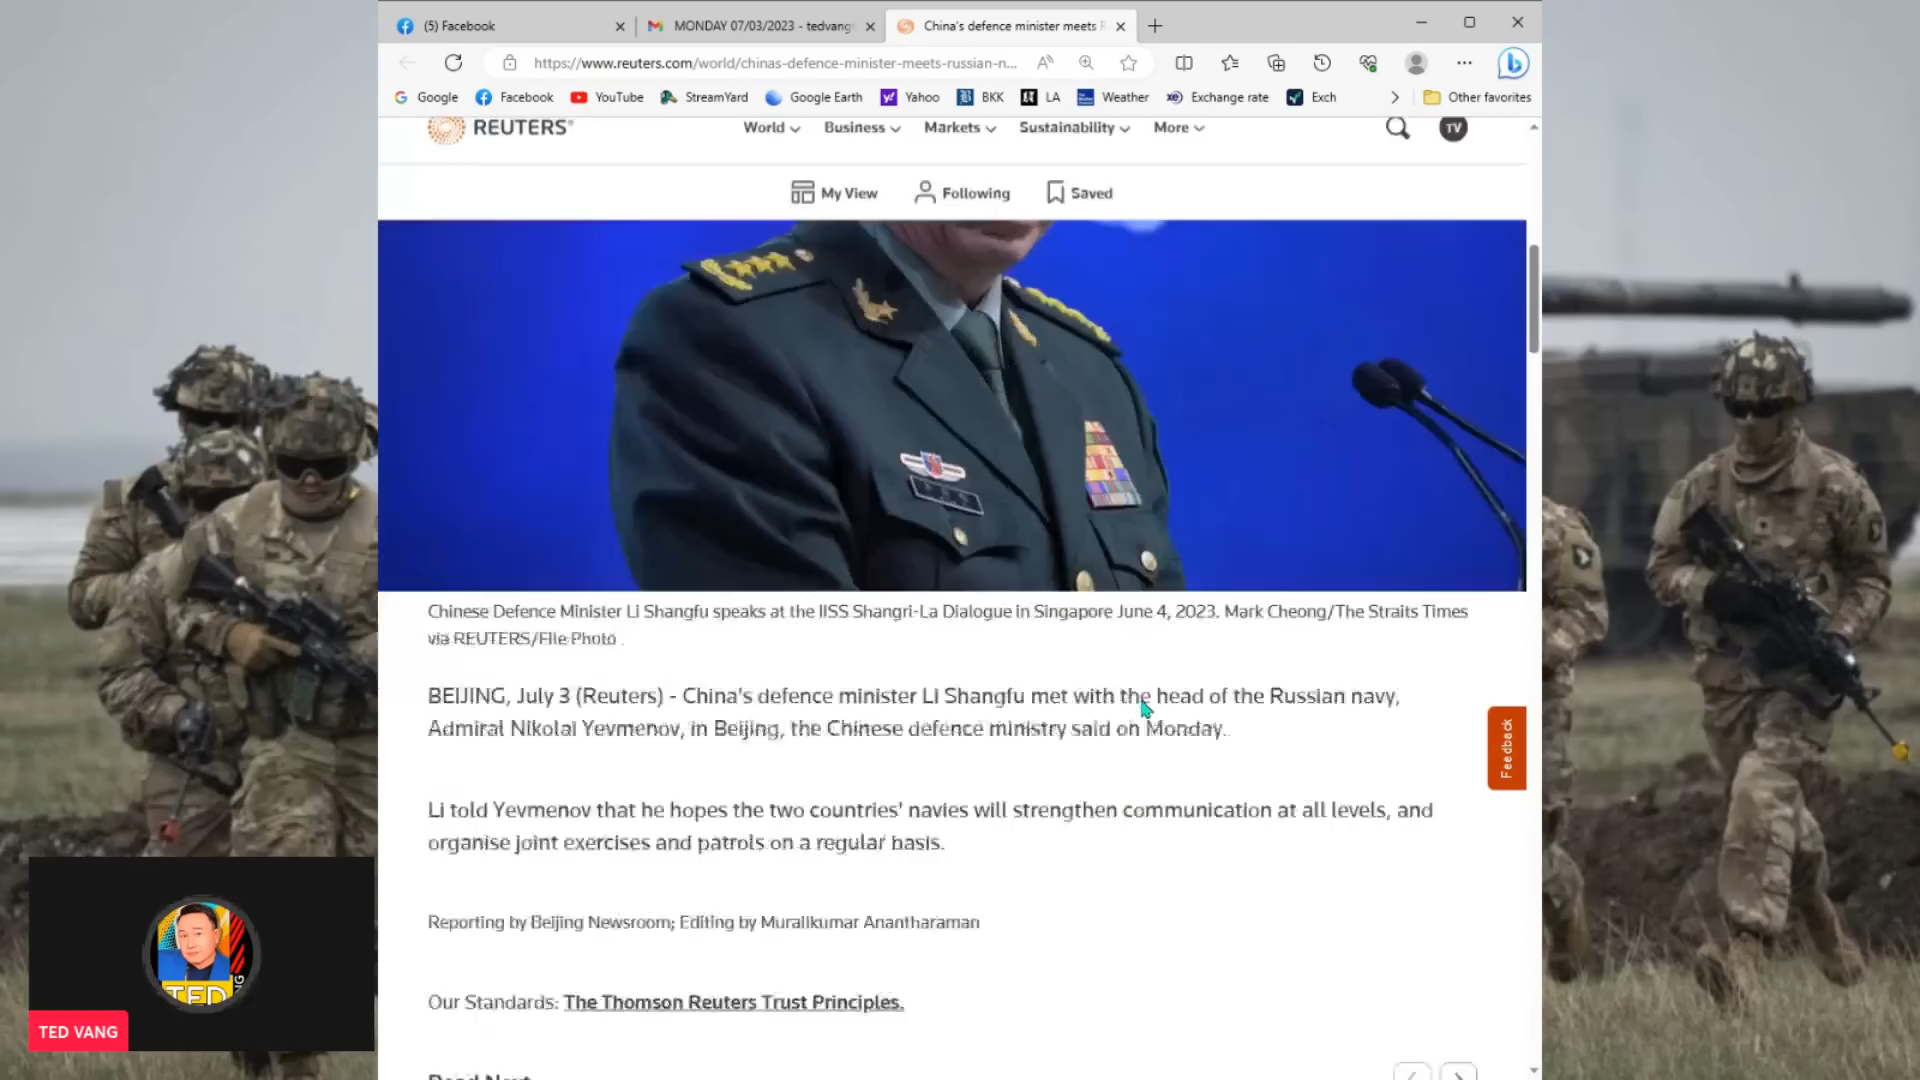 (5) Facebook
MONDAY 07/03/2023 - tedvang
China's defence minister meets R
https://www.reuters.com/world/chinas-defence-minister-meets-russian-n...
Google Facebook YouTube StreamYard Google Earth Yahoo BKK LA Weather Exchange rate Exch Other favorites
REUTERS® World Business Markets Sustainability More TV
My View Following Saved
Chinese Defence Minister Li Shangfu speaks at the IISS Shangri-La Dialogue in Singapore June 4, 2023. Mark Cheong/The Straits Times
via REUTERS/File Photo .
BEIJING, July 3 (Reuters) - China's defence minister Li Shangfu met with the head of the Russian navy,
Admiral Nikolai Yevmenov, in Beijing, the Chinese defence ministry said on Monday.
Li told Yevmenov that he hopes the two countries' navies will strengthen communication at all levels, and
organise joint exercises and patrols on a regular basis.
Feedback
Reporting by Beijing Newsroom; Editing by Muralikumar Anantharaman
Our Standards: The Thomson Reuters Trust Principles.
Read Next
TED
TED VANG